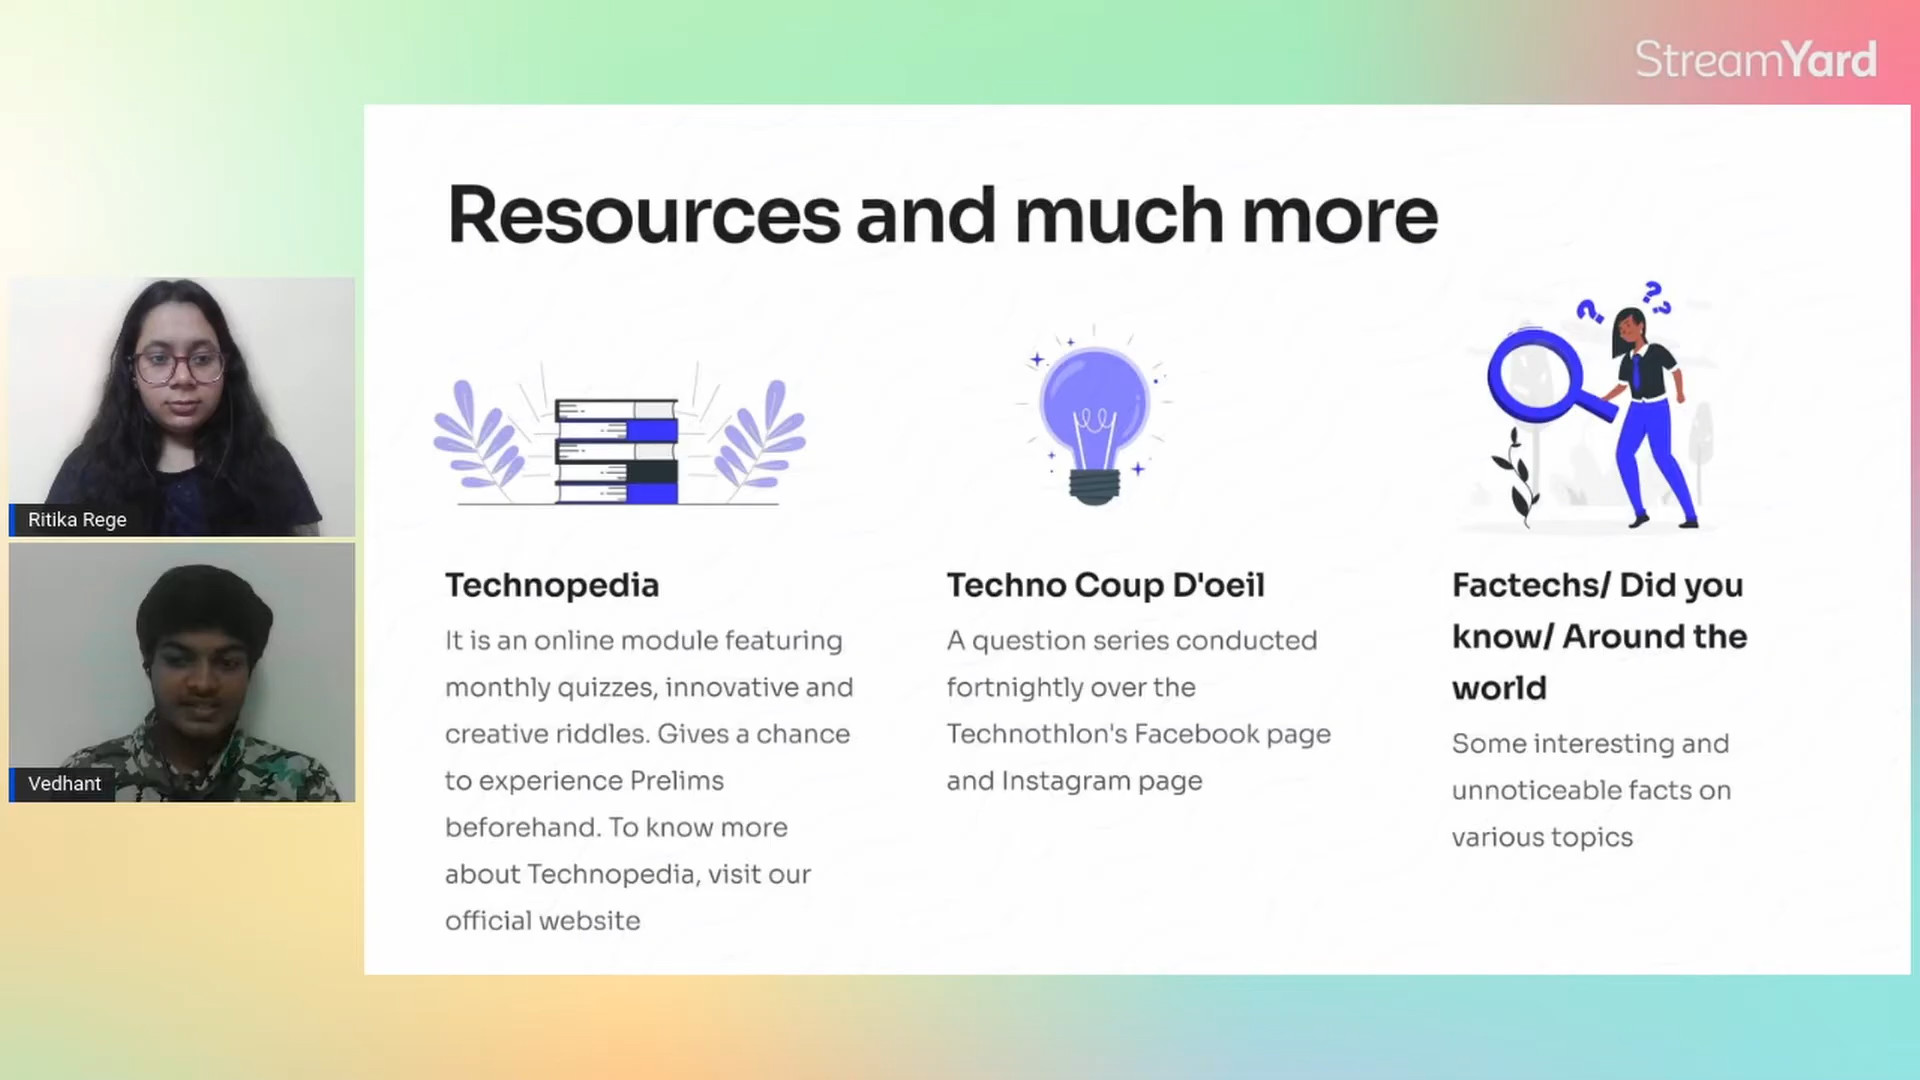 StreamYard
Resources and much more
Technopedia
It is an online module featuring
monthly quizzes, innovative and
creative riddles. Gives a chance
to experience Prelims
beforehand. To know more
about Technopedia, visit our
official website
Techno Coup D'oeil
A question series conducted
fortnightly over the
Technothlon's Facebook page
and Instagram page
? ? ?
Factechs/ Did you
know/ Around the
world
Some interesting and
unnoticeable facts on
various topics
Ritika Rege
Vedhant